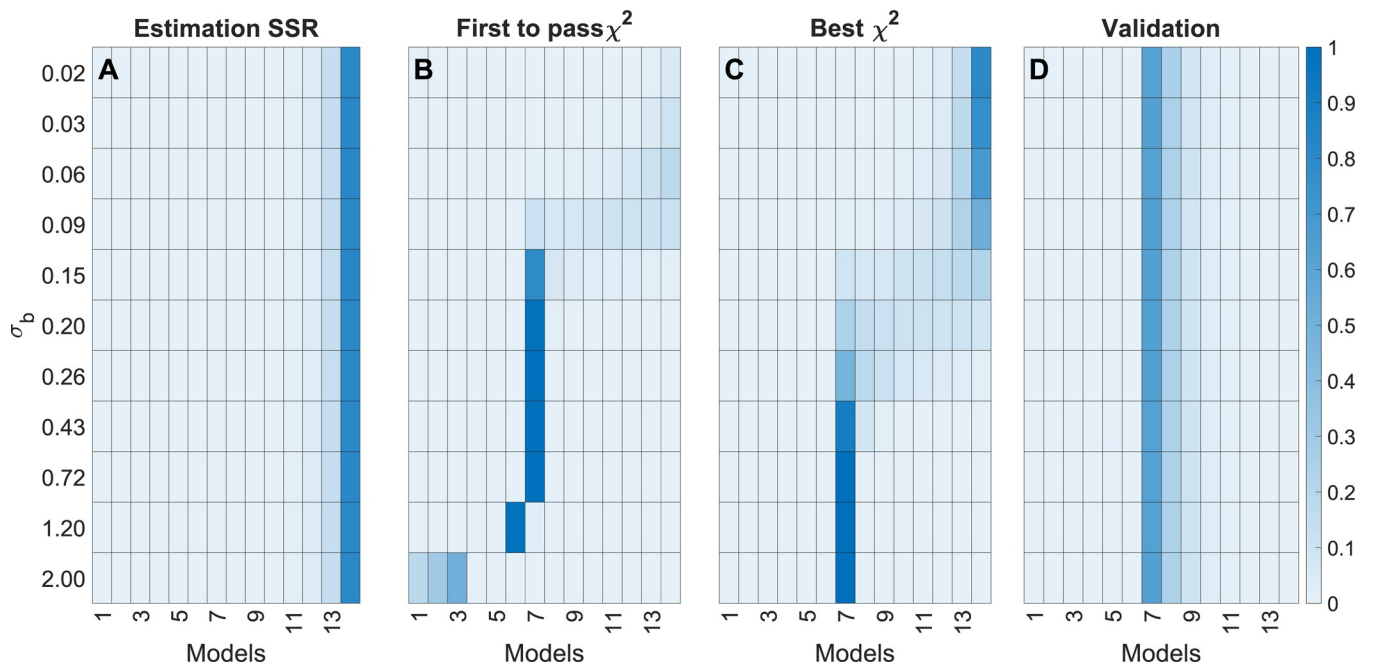 Estimation SSR
First to pass χ²
Best χ²
Validation
A
B
C
D
σb
0.02
0.03
0.06
0.09
0.15
0.20
0.26
0.43
0.72
1.20
2.00
1 3 5 7 9 11 13
1 3 5 7 9 11 13
1 3 5 7 9 11 13
1 3 5 7 9 11 13
Models
Models
Models
Models
1
0.9
0.8
0.7
0.6
0.5
0.4
0.3
0.2
0.1
0